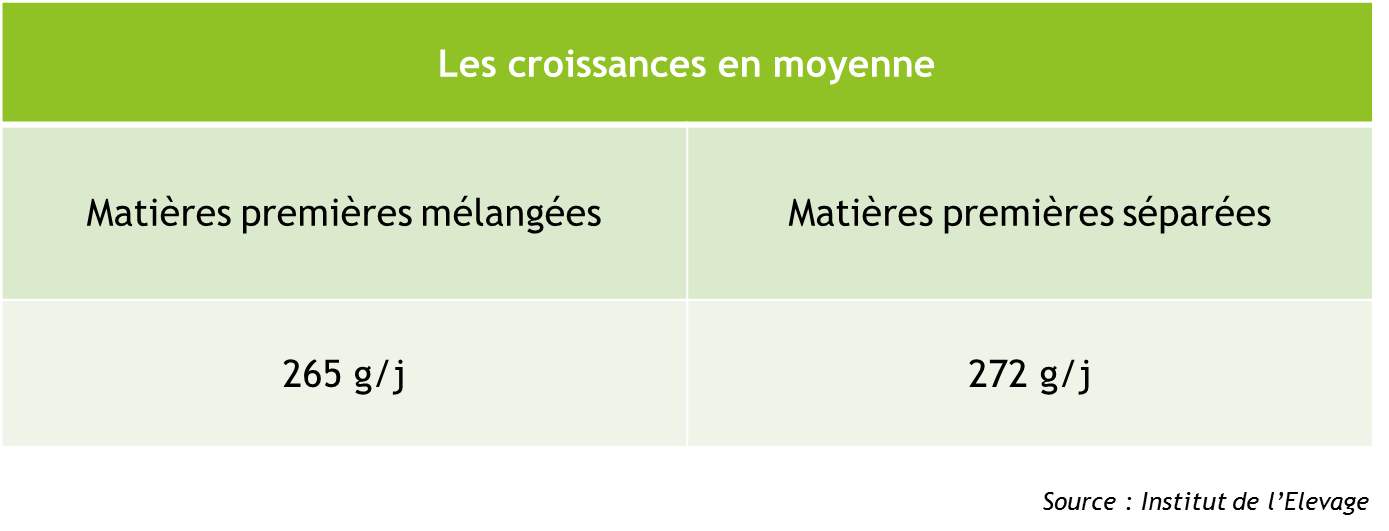 Les croissances en moyenne
Matières premières mélangées
Matières premières séparées
265 g/j
272 g/j
Source : Institut de l’Elevage